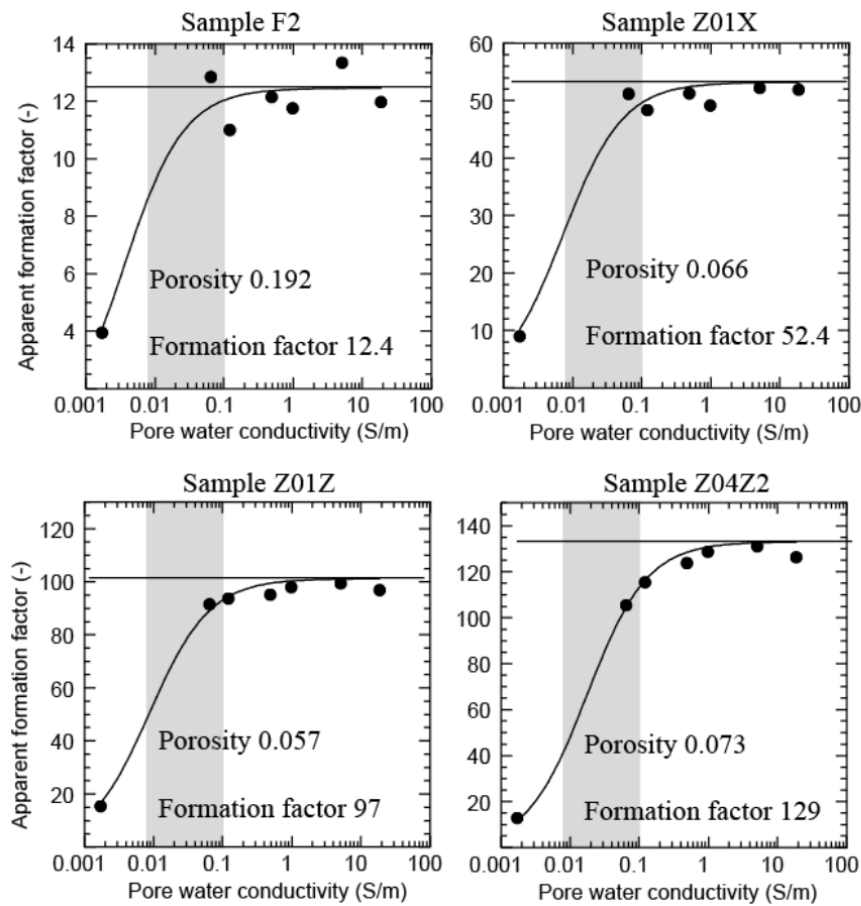 Sample F2
14
12
10
8
6
4
Apparent formation factor (-)
Porosity 0.192
Formation factor 12.4
0.001 0.01 0.1 1 10 100
Pore water conductivity (S/m)
Sample Z01X
60
50
40
30
20
10
Porosity 0.066
Formation factor 52.4
0.001 0.01 0.1 1 10 100
Pore water conductivity (S/m)
Sample Z01Z
120
100
80
60
40
20
Apparent formation factor (-)
Porosity 0.057
Formation factor 97
0.001 0.01 0.1 1 10 100
Pore water conductivity (S/m)
Sample Z04Z2
140
120
100
80
60
40
20
Porosity 0.073
Formation factor 129
0.001 0.01 0.1 1 10 100
Pore water conductivity (S/m)